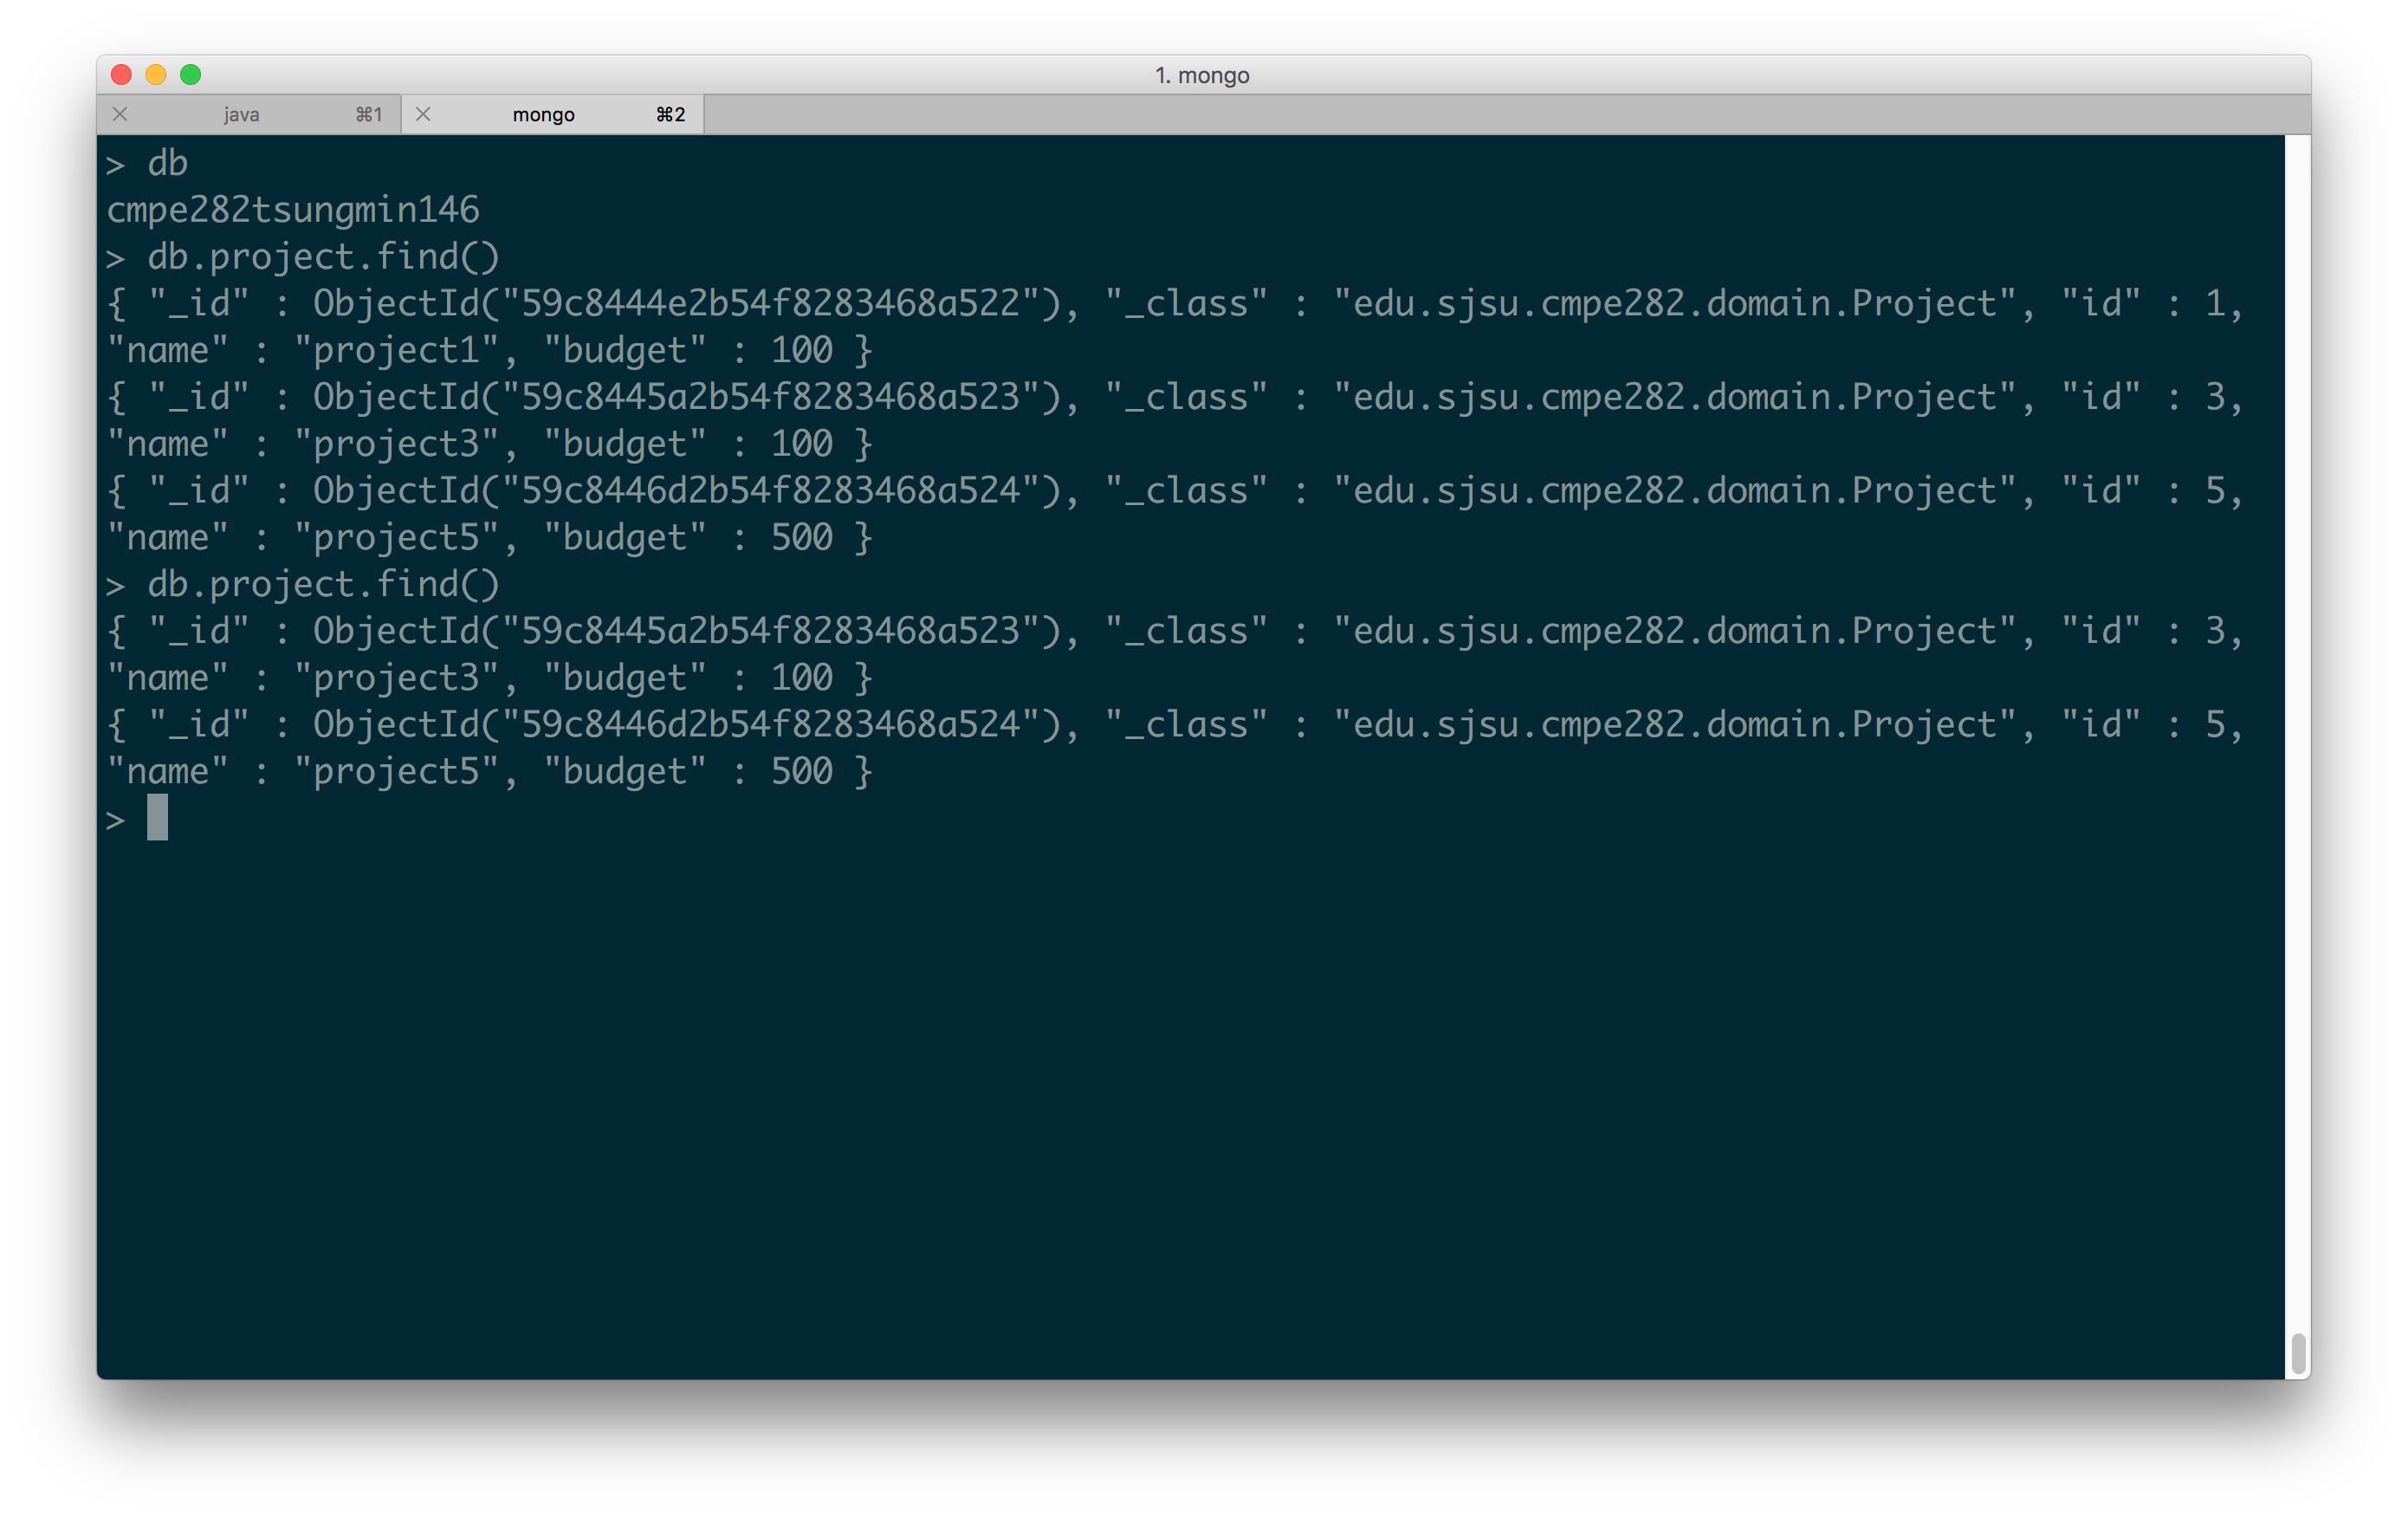 1. mongo
java ⌘1 mongo ⌘2
> db
cmpe282tsungmin146
> db.project.find()
{ "_id" : ObjectId("59c8444e2b54f8283468a522"), "_class" : "edu.sjsu.cmpe282.domain.Project", "id" : 1,
"name" : "project1", "budget" : 100 }
{ "_id" : ObjectId("59c8445a2b54f8283468a523"), "_class" : "edu.sjsu.cmpe282.domain.Project", "id" : 3,
"name" : "project3", "budget" : 100 }
{ "_id" : ObjectId("59c8446d2b54f8283468a524"), "_class" : "edu.sjsu.cmpe282.domain.Project", "id" : 5,
"name" : "project5", "budget" : 500 }
> db.project.find()
{ "_id" : ObjectId("59c8445a2b54f8283468a523"), "_class" : "edu.sjsu.cmpe282.domain.Project", "id" : 3,
"name" : "project3", "budget" : 100 }
{ "_id" : ObjectId("59c8446d2b54f8283468a524"), "_class" : "edu.sjsu.cmpe282.domain.Project", "id" : 5,
"name" : "project5", "budget" : 500 }
>